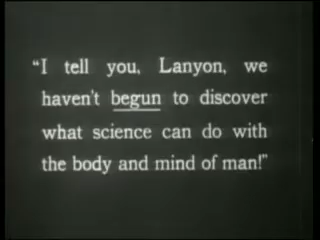 “I tell you, Lanyon, we
haven't begun to discover
what science can do with
the body and mind of man!”